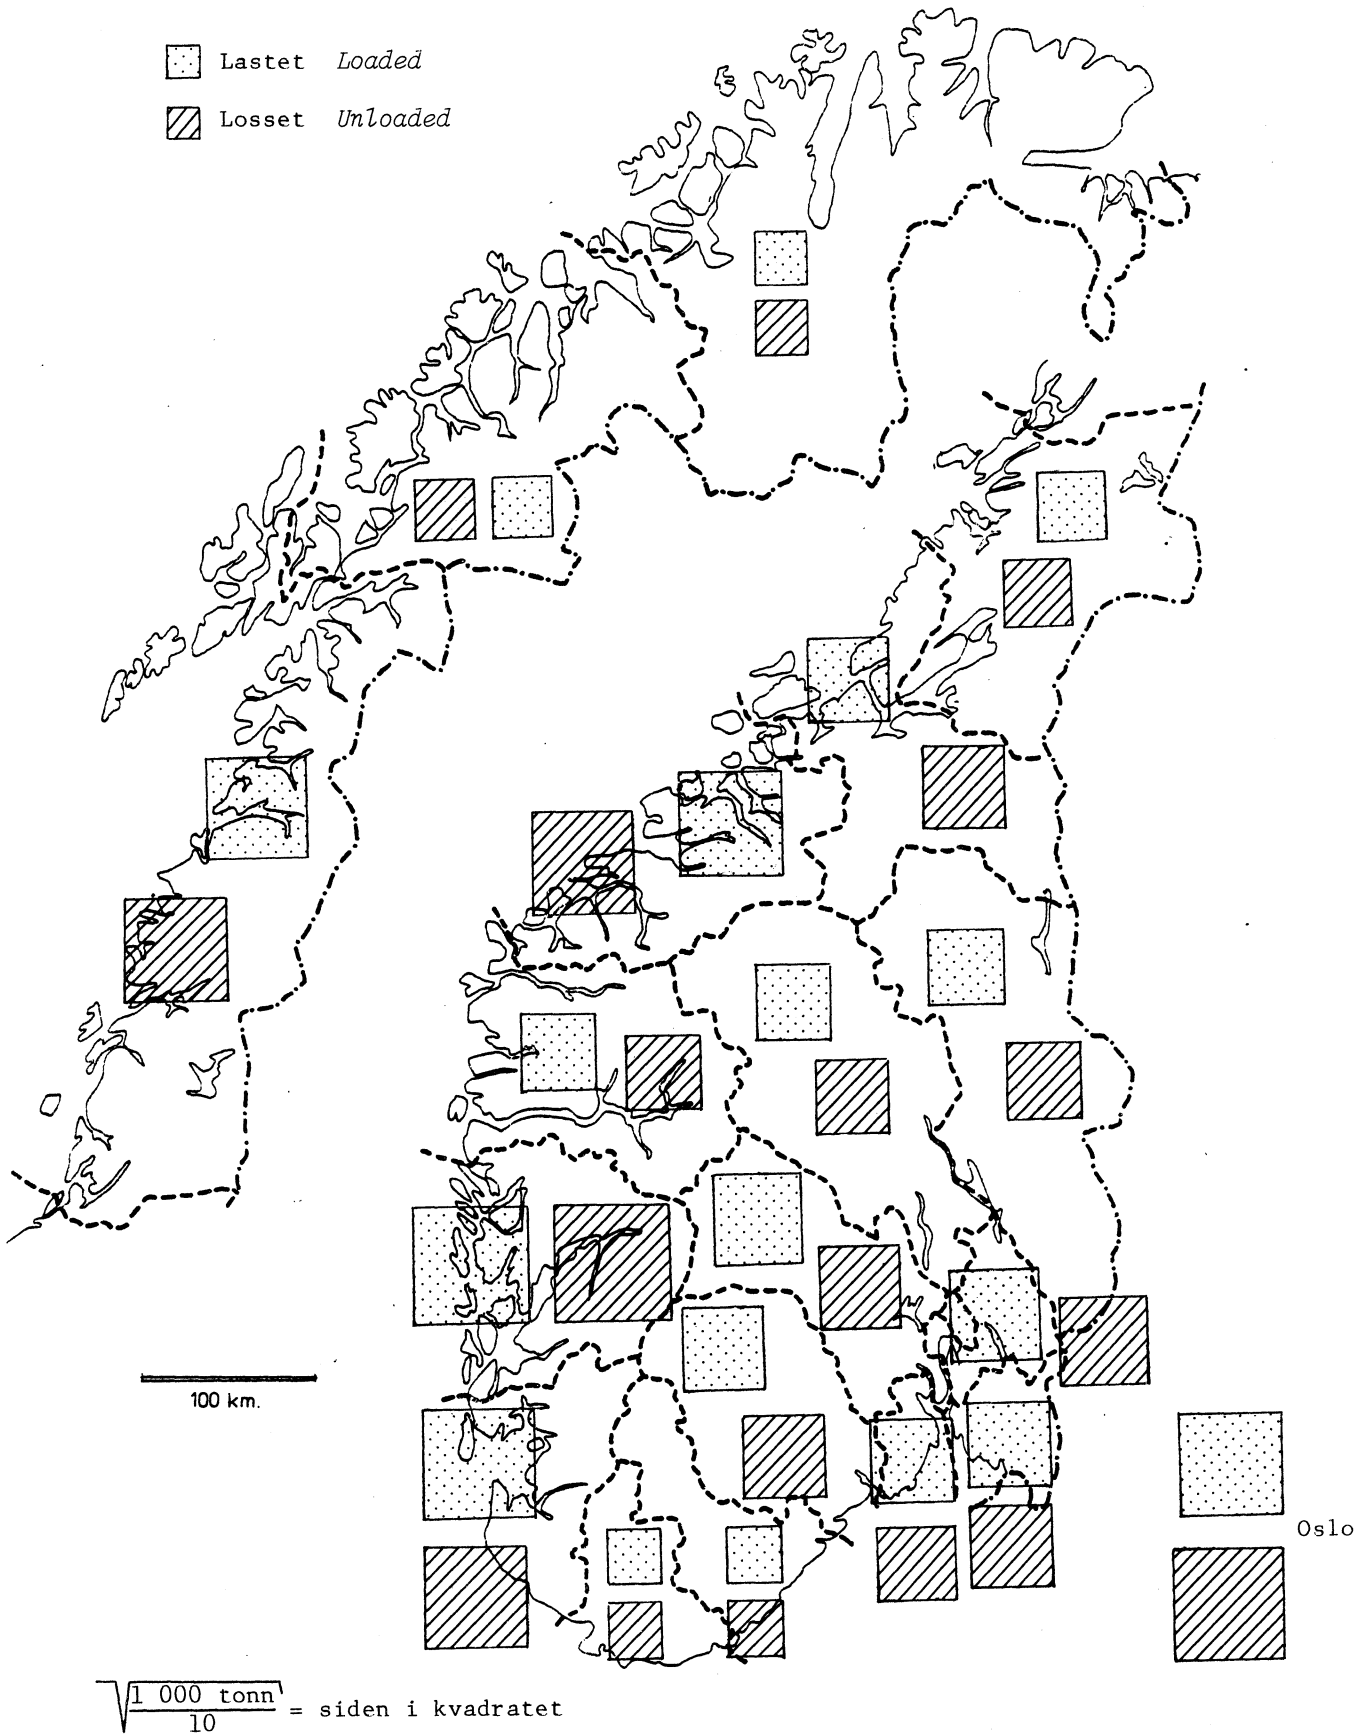 Lastet Loaded
Losset Unloaded
100 km.
Oslo
√(1 000 tonn / 10) = siden i kvadratet